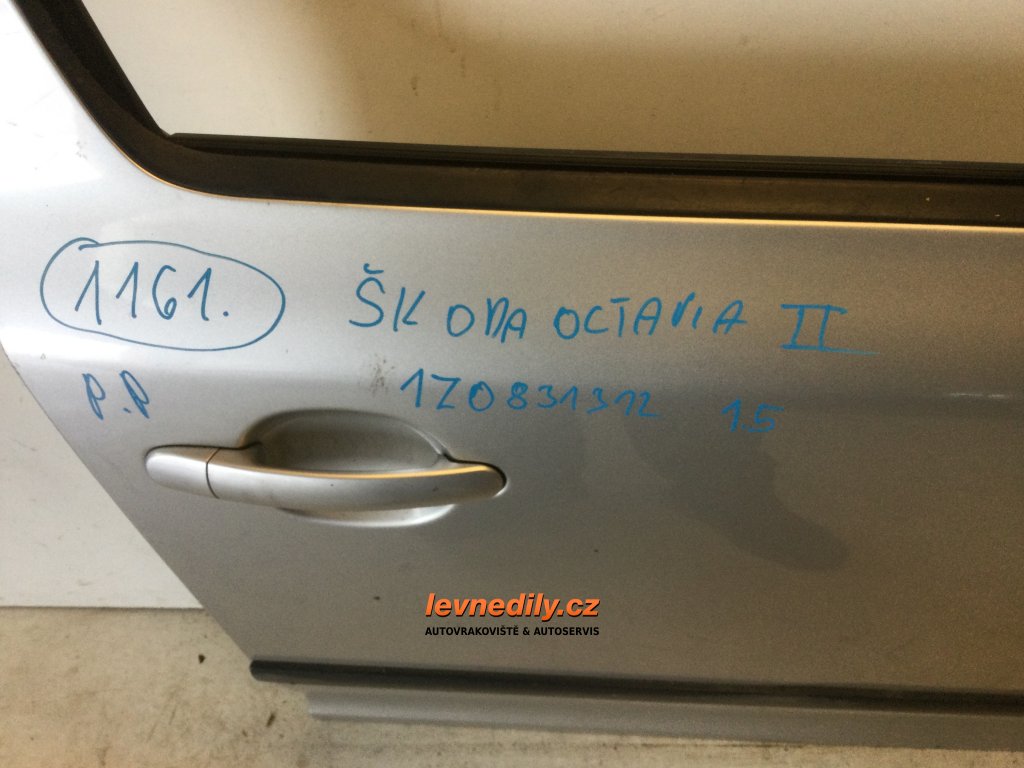 1161. ŠKODA OCTAVIA II
P.P 1Z0831312 1.5
levnedily.cz
AUTOVRAKOVIŠTĚ & AUTOSERVIS